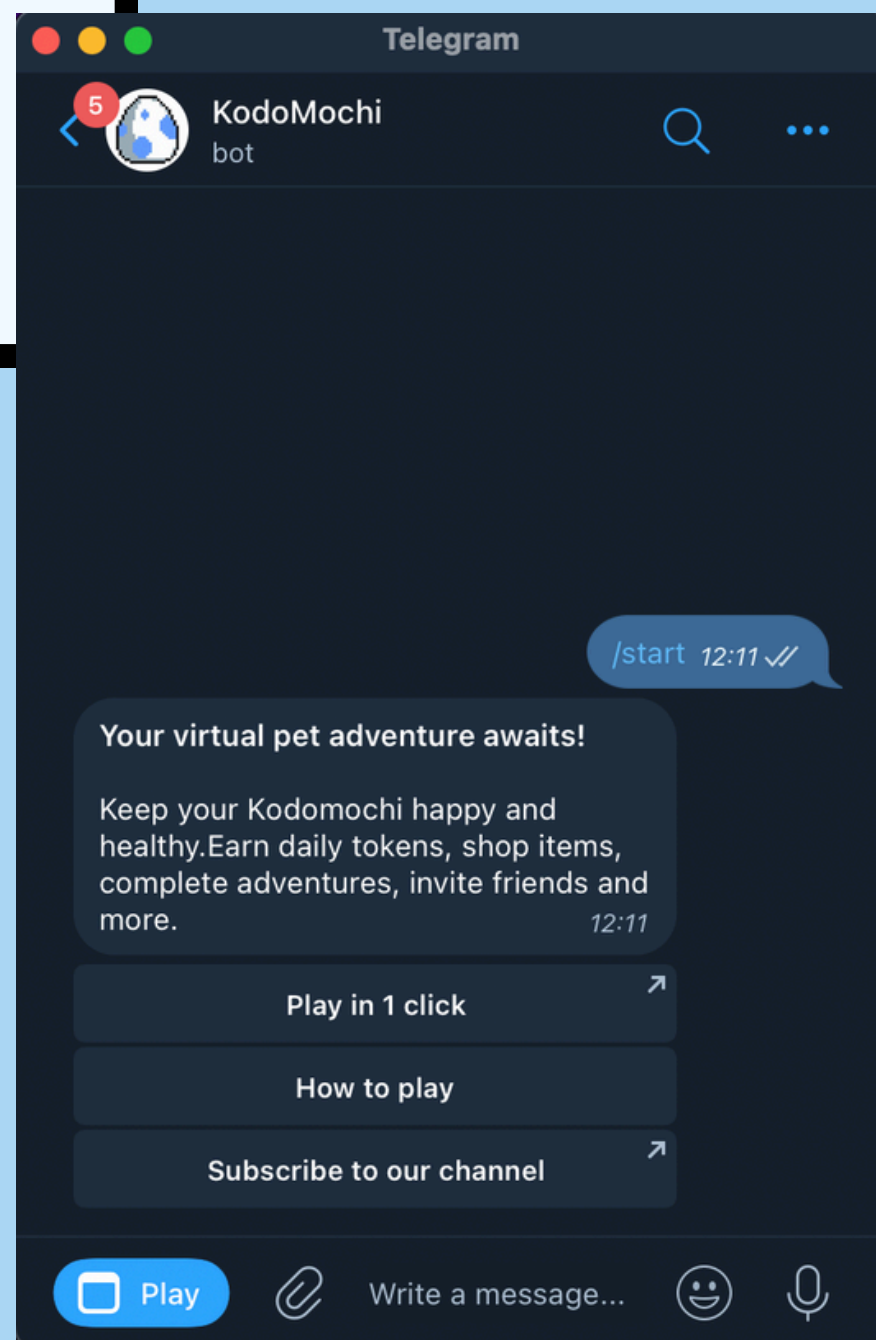 Telegram
5
KodoMochi
bot
/start 12:11
Your virtual pet adventure awaits!
Keep your Kodomochi happy and
healthy.Earn daily tokens, shop items,
complete adventures, invite friends and
more. 12:11
Play in 1 click
How to play
Subscribe to our channel
Play Write a message...